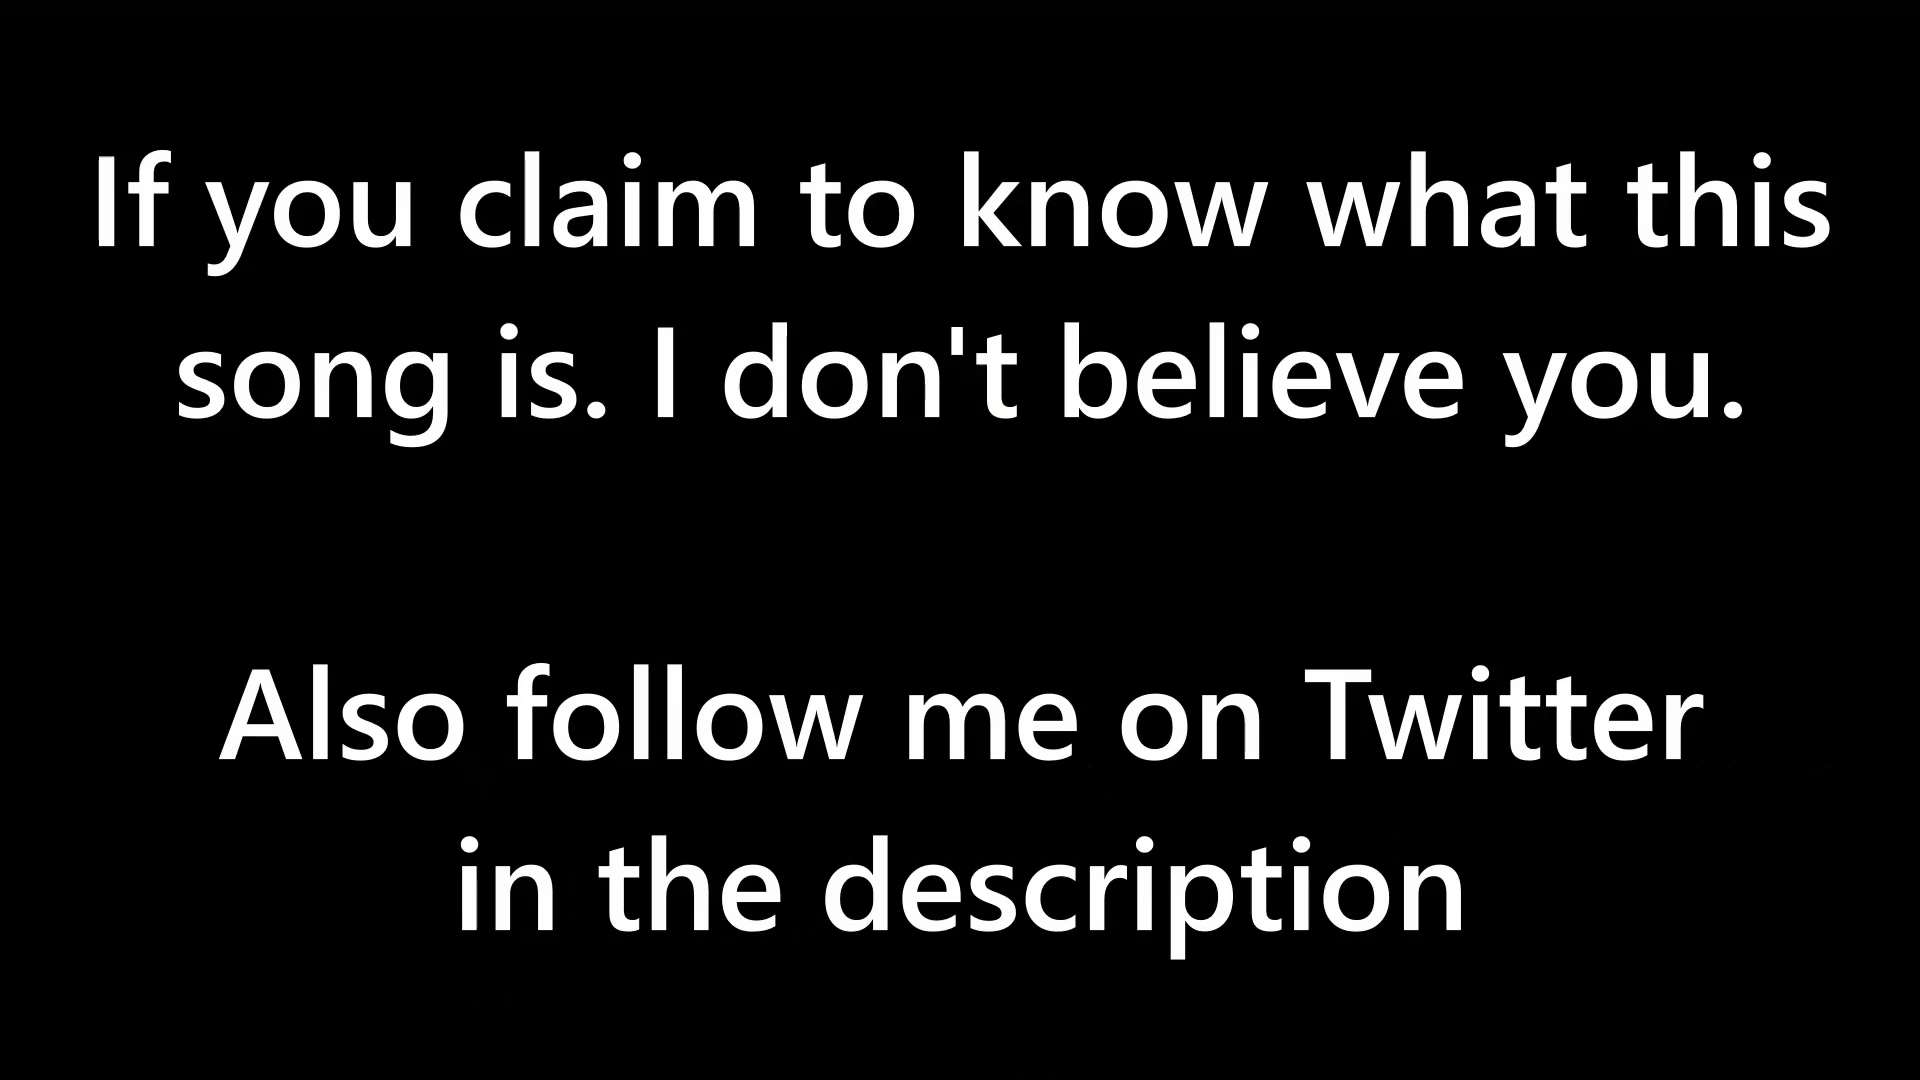 If you claim to know what this
song is. I don't believe you.
Also follow me on Twitter
in the description